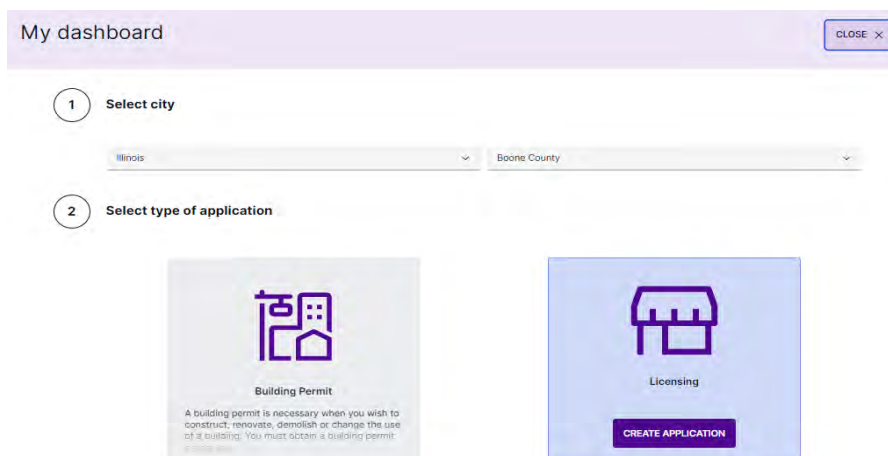 My dashboard
CLOSE ×
1 Select city
Illinois Boone County
2 Select type of application
Building Permit
A building permit is necessary when you wish to
construct, renovate, demolish or change the use
of a building. You must obtain a building permit
Licensing
CREATE APPLICATION